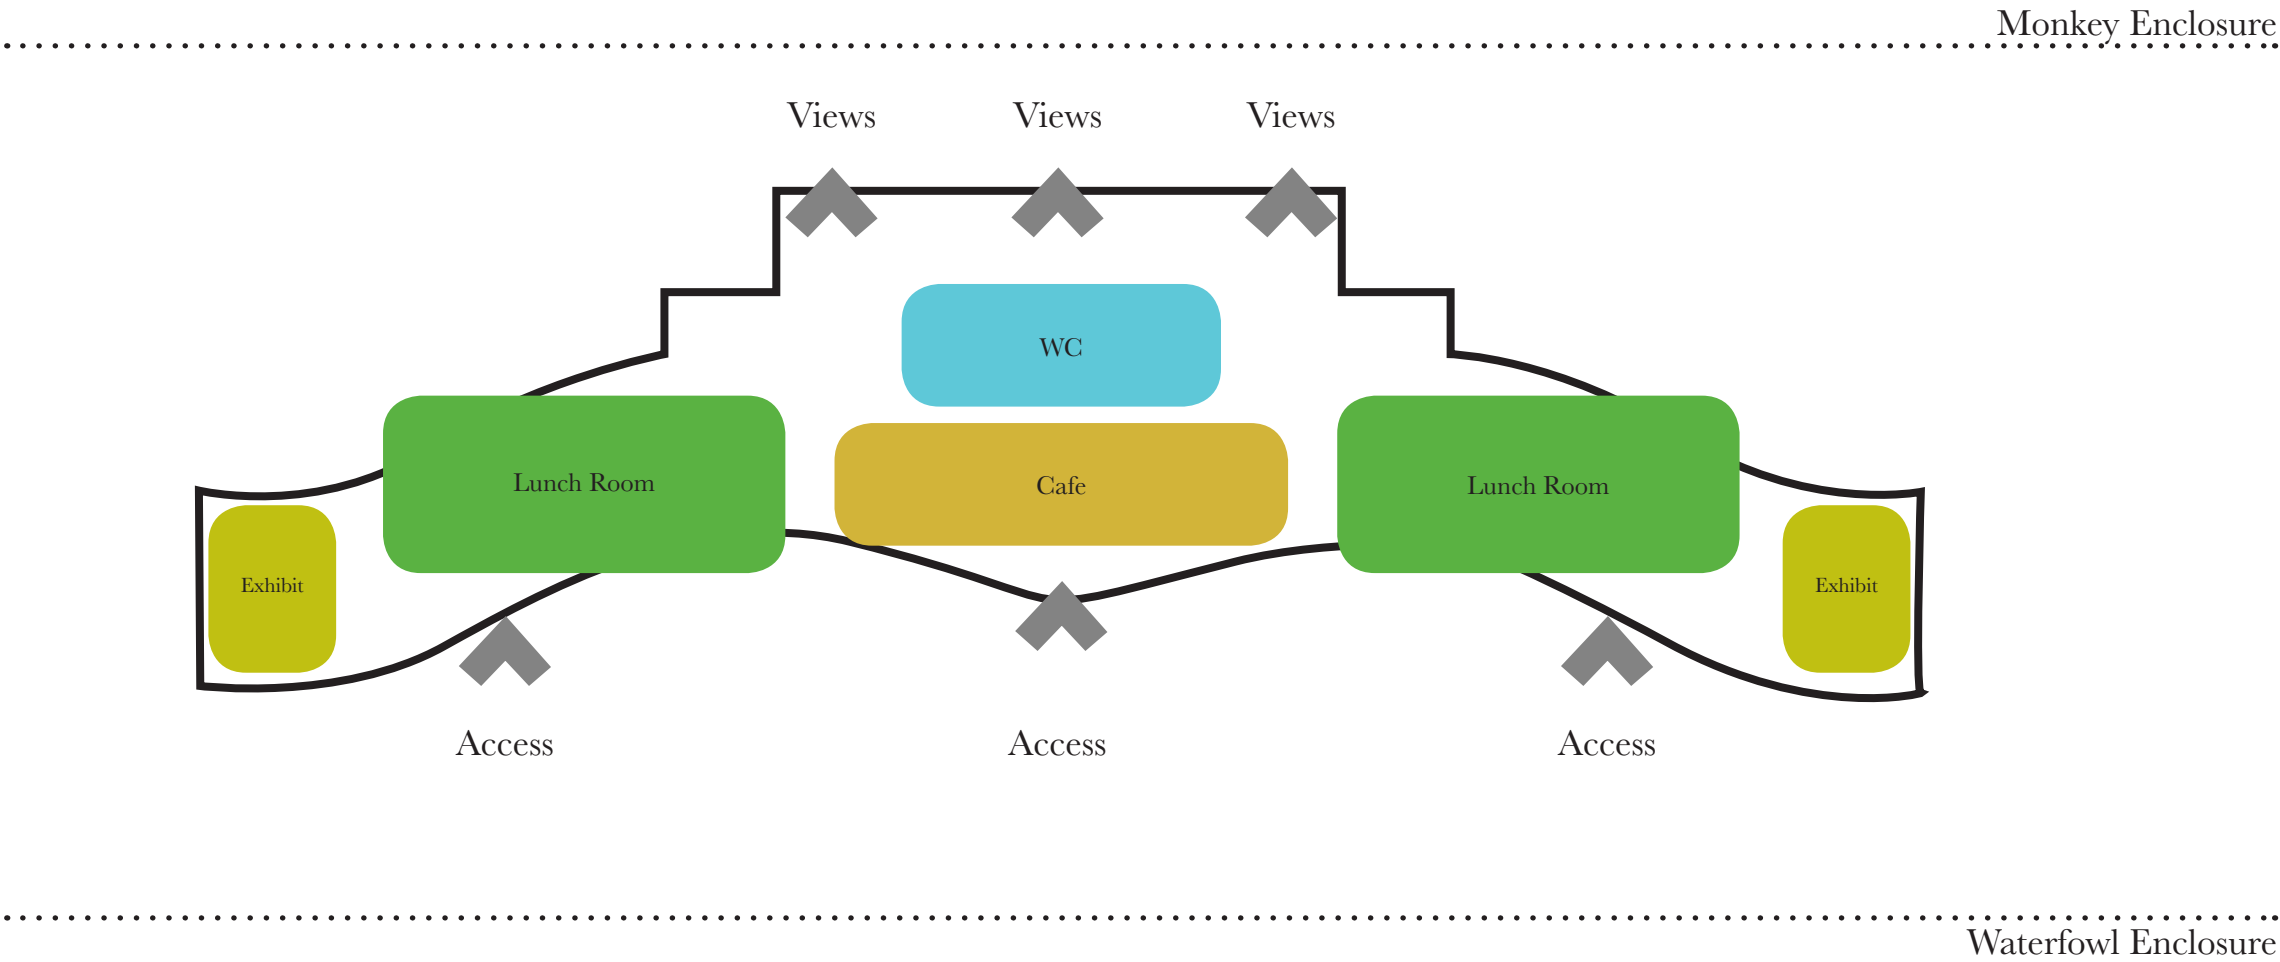 Monkey Enclosure
Views
Views
Views
WC
Lunch Room
Cafe
Lunch Room
Exhibit
Exhibit
Access
Access
Access
Waterfowl Enclosure